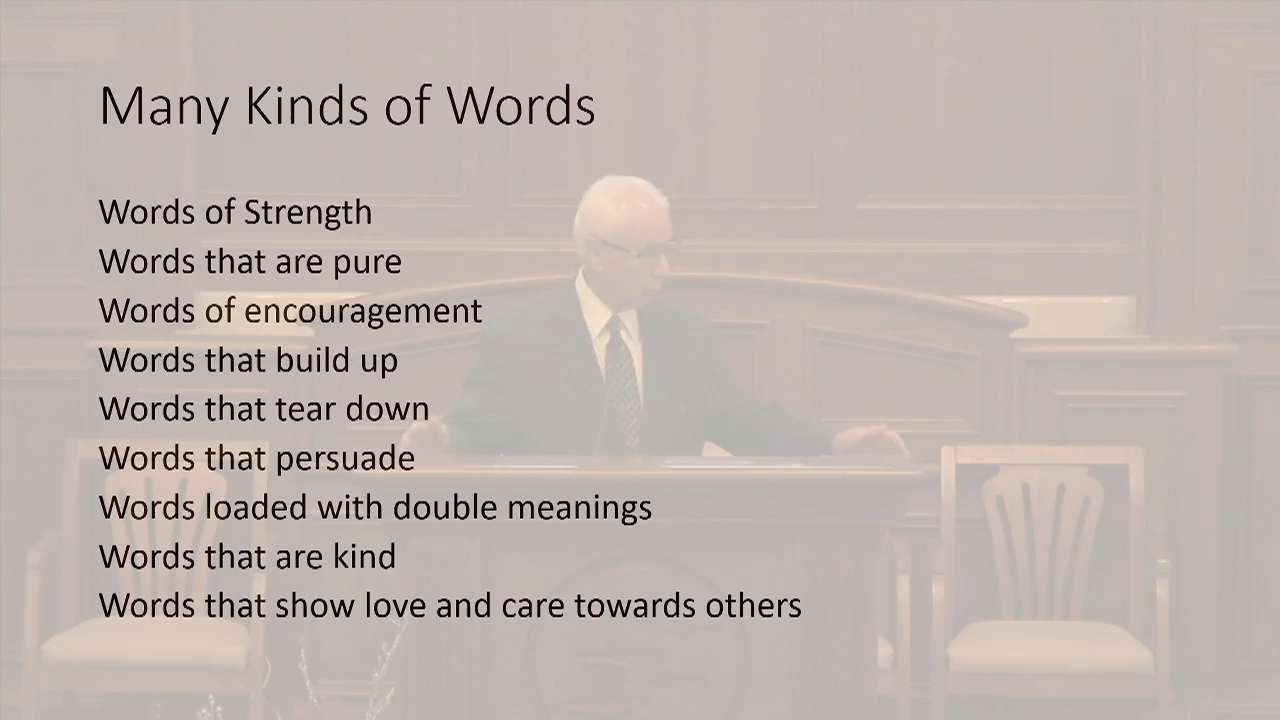 Many Kinds of Words
Words of Strength
Words that are pure
Words of encouragement
Words that build up
Words that tear down
Words that persuade
Words loaded with double meanings
Words that are kind
Words that show love and care towards others